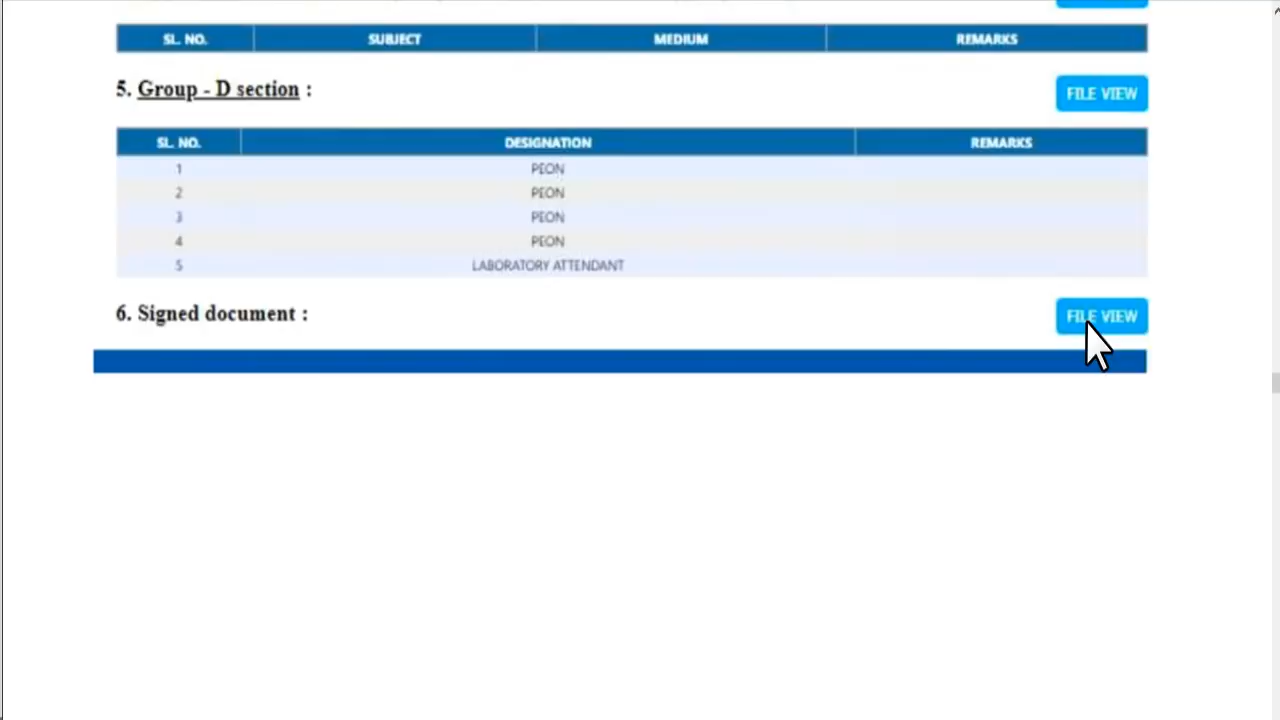 SL. NO. SUBJECT MEDIUM REMARKS
5. Group - D section : FILE VIEW
SL. NO. DESIGNATION REMARKS
1 PEON
2 PEON
3 PEON
4 PEON
5 LABORATORY ATTENDANT
6. Signed document : FILE VIEW